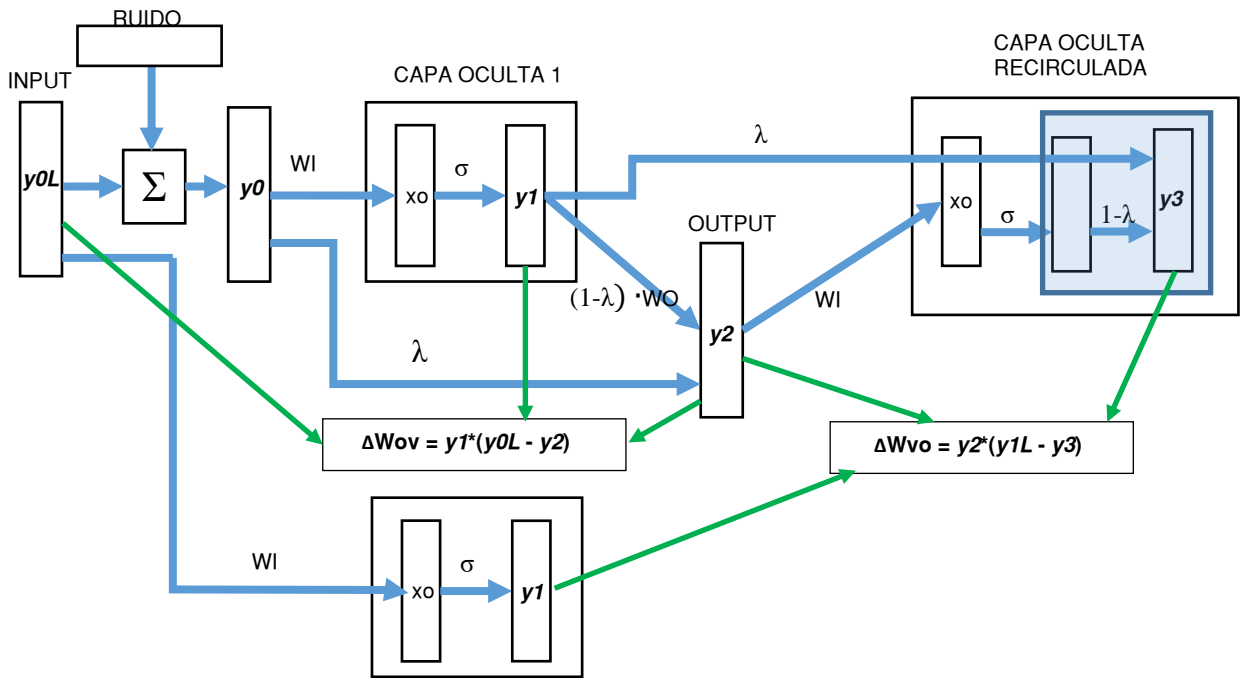 RUIDO
INPUT
CAPA OCULTA 1
CAPA OCULTA
RECIRCULADA
y0L
Σ
y0
WI
xo
σ
y1
λ
(1-λ) ·WO
λ
OUTPUT
y2
WI
xo
σ
1-λ
y3
ΔWov = y1*(y0L - y2)
ΔWvo = y2*(y1L - y3)
WI
xo
σ
y1